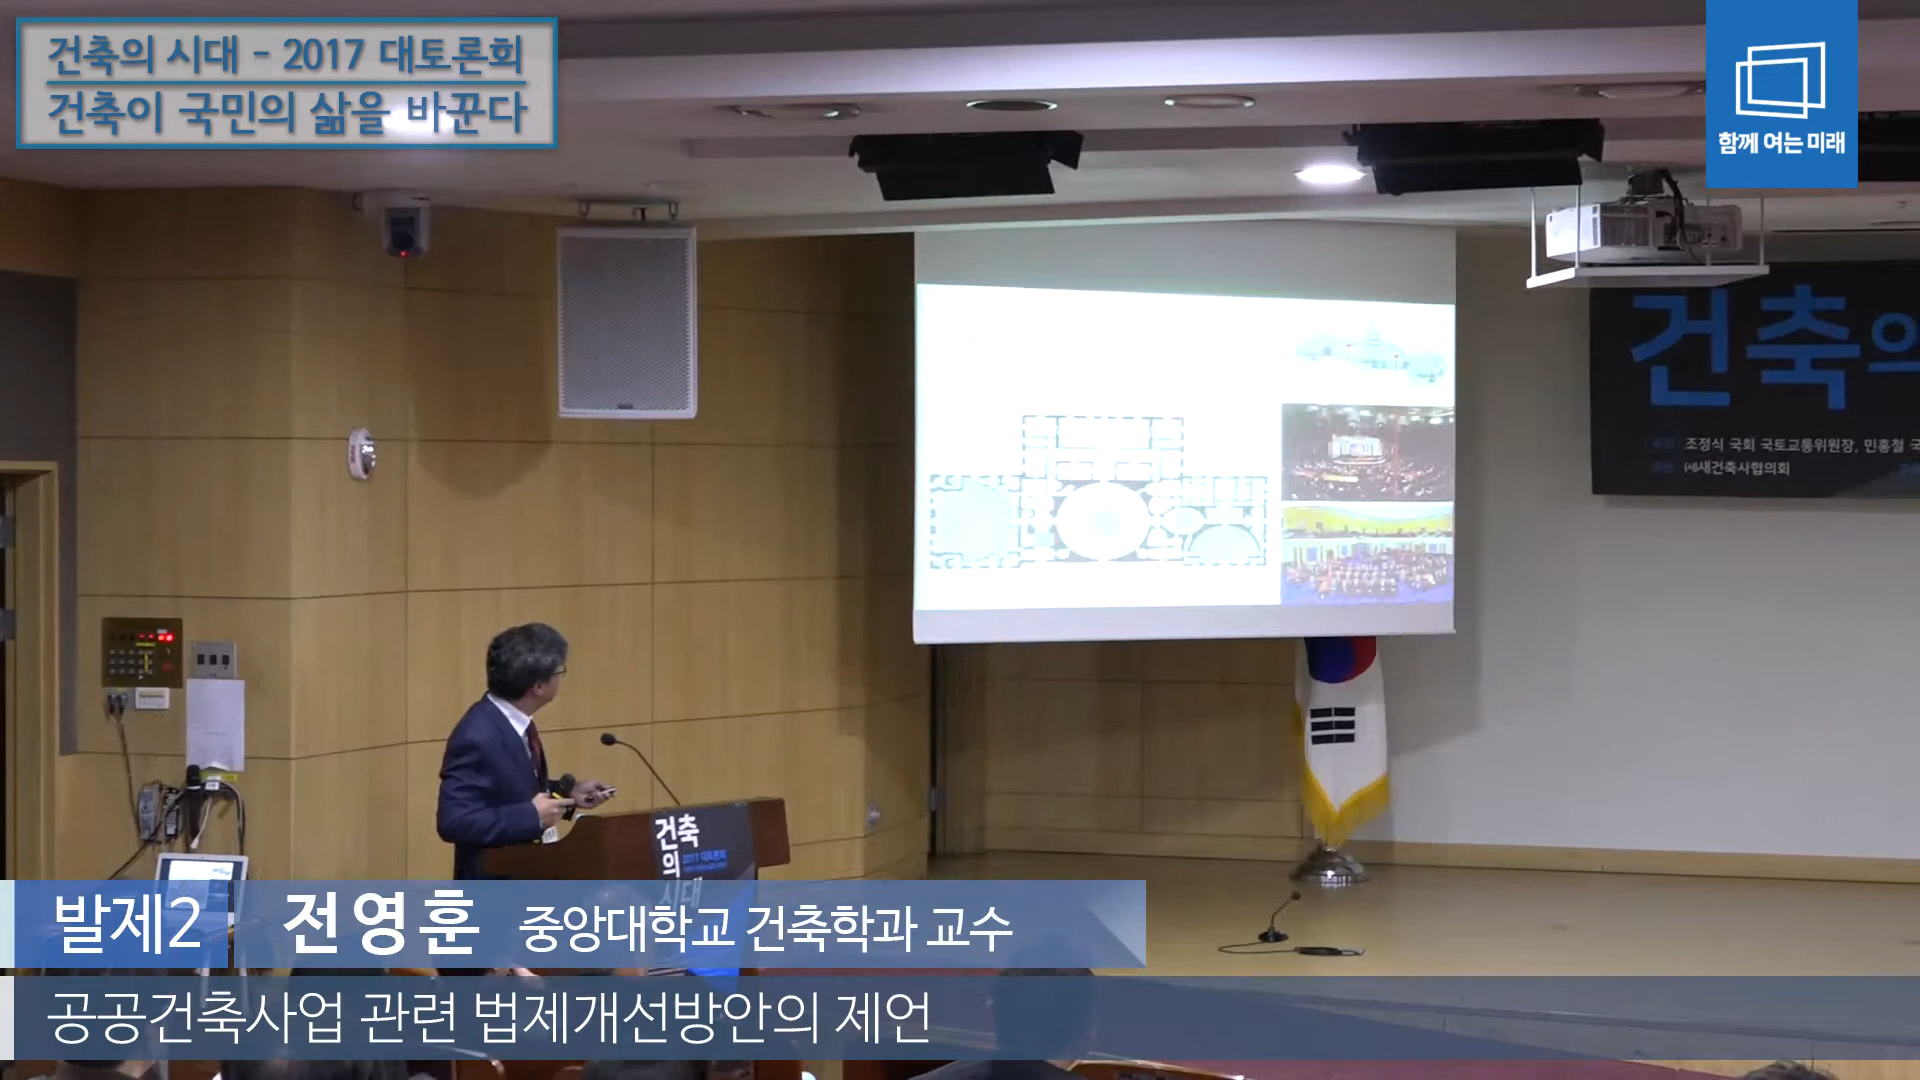 건축의 시대 - 2017 대토론회
건축이 국민의 삶을 바꾼다
함께 여는 미래
건축의
조정식 국회 국토교통위원장, 민홍철 국
(사)새건축사협의회
건축
의
시대
2017 대토론회
발제2 전영훈 중앙대학교 건축학과 교수
공공건축사업 관련 법제개선방안의 제언